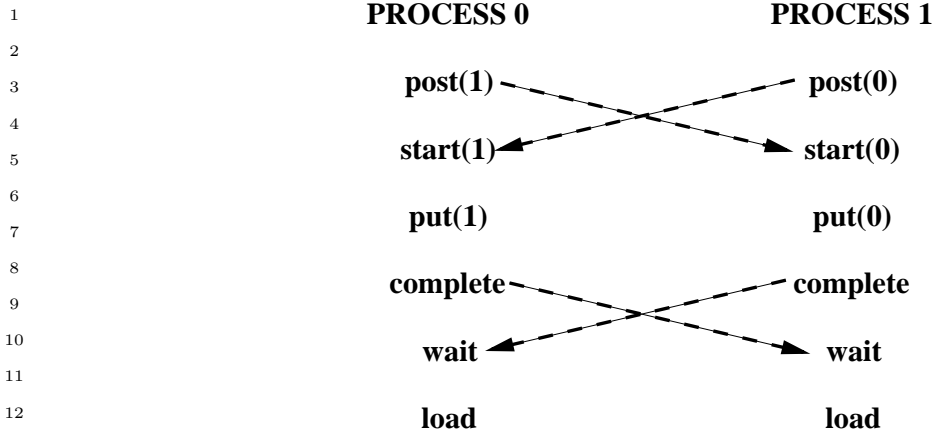 1 PROCESS 0 PROCESS 1
2
3 post(1) post(0)
4
5 start(1) start(0)
6
7 put(1) put(0)
8 complete complete
9
10 wait wait
11
12 load load